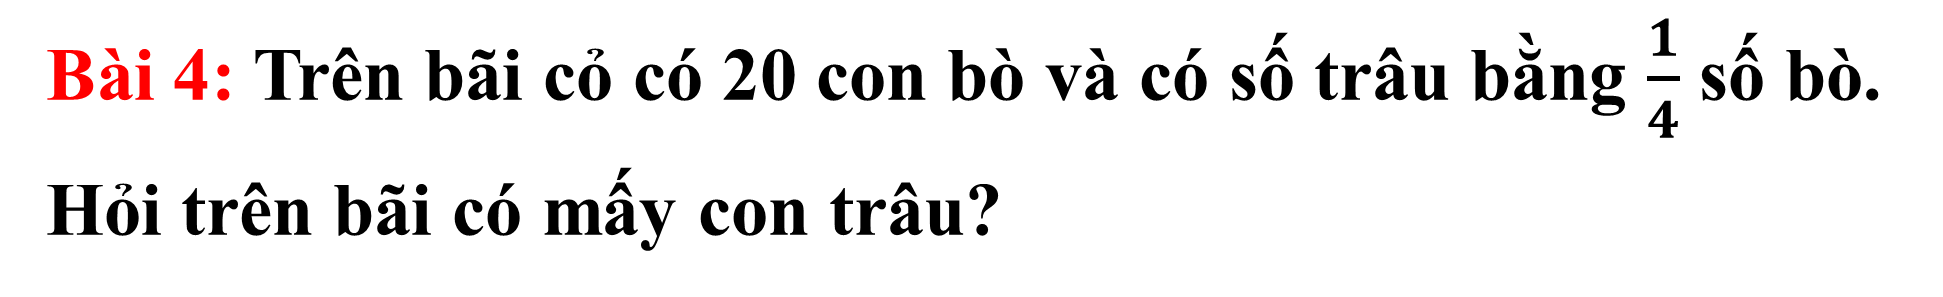 Bài 4: Trên bãi cỏ có 20 con bò và có số trâu bằng 1/4 số bò.
Hỏi trên bãi có mấy con trâu?